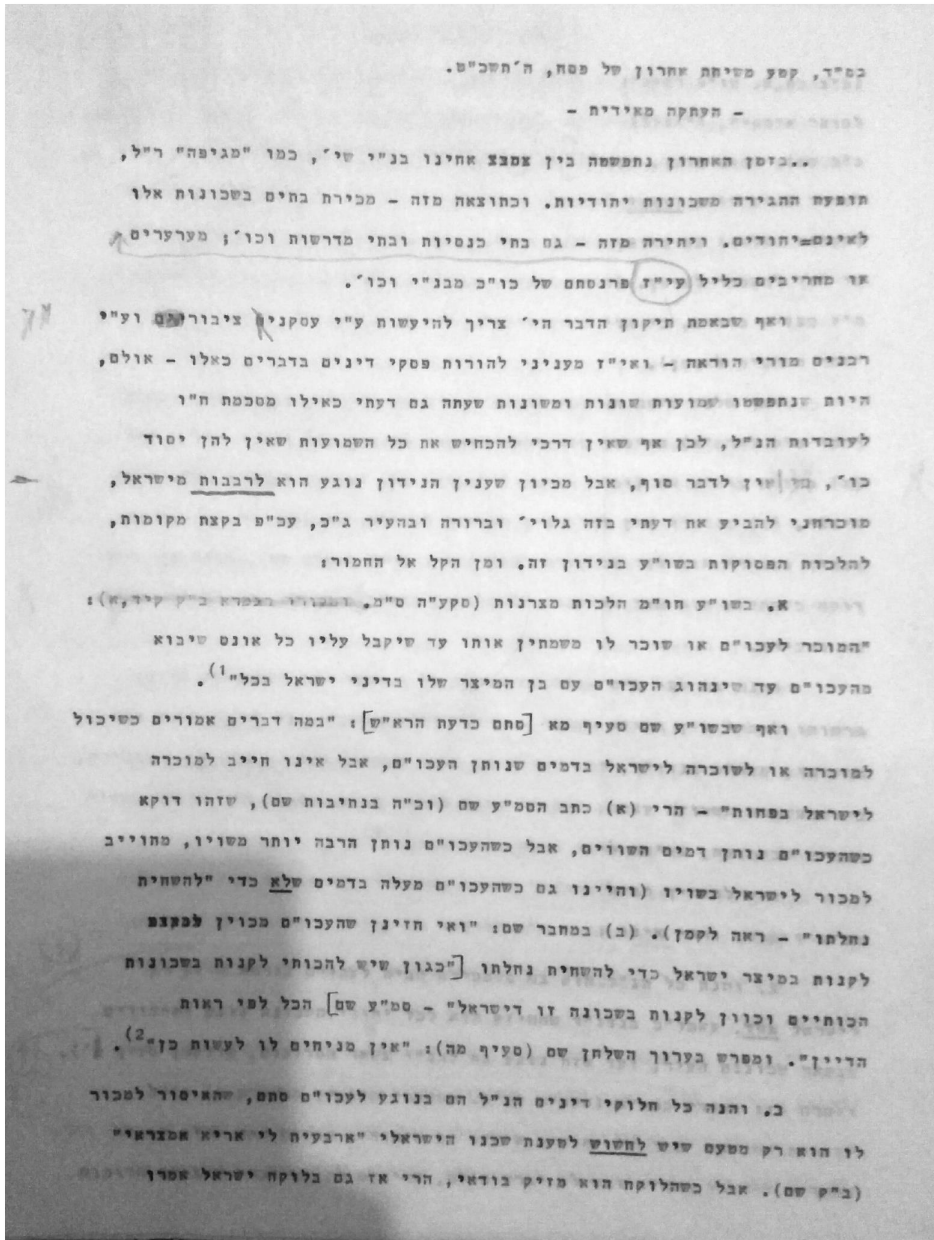 בס"ד, קטע משיחת אחרון של פסח, ה'תשכ"ט.
- העתקה מאידית -
..בזמן האחרון נתפשטה בין אחינו בנ"י שי', כמו "מגיפה" ר"ל,
תופעת ההגירה משכונות יהודיות. וכתוצאה מזה - מכירת בתים בשכונות אלו
לאינם=יהודים. ויתירה מזה - גם בתי כנסיות ובתי מדרשות וכו'; מערערים
או מחריבים כליל עי"ז פרנסתם של כו"כ מבנ"י וכו'.
ואף שבאמת תיקון הדבר הי' צריך להיעשות ע"י עסקנים ציבוריים וע"י
רבנים מורי הוראה - ואי"ז מעניני להורות פסקי דינים בדברים כאלו - אולם,
היות שנתפשטו שמועות שונות ומשונות שעתה גם דעתי כאילו מסכמת ח"ו
לעובדות הנ"ל, לכן אף שאין דרכי להכחיש את כל השמועות שאין להן יסוד
כו', שאין לדבר סוף, אבל מכיון שענין הנידון נוגע הוא לרבבות מישראל,
מוכרחני להביע את דעתי בזה גלוי' וברורה ובהעיר ג"כ, עכ"פ בקצת מקומות,
להלכות הפסוקות בשו"ע בנידון זה. ומן הקל אל החמור:
א. בשו"ע חו"מ הלכות מצרנות (סקע"ה ס"מ. ומקורו בגמרא ב"ק קיד,א):
"המוכר לעכו"ם או שוכר לו משמתין אותו עד שיקבל עליו כל אונס שיבוא
מהעכו"ם עד שינהוג העכו"ם עם בן המיצר שלו בדיני ישראל בכל"1).
ואף שבשו"ע שם סעיף מא [סתם כדעת הרא"ש]: "במה דברים אמורים כשיכול
למוכרה או לשוכרה לישראל בדמים שנותן העכו"ם, אבל אינו חייב למוכרה
לישראל בפחות" - הרי (א) כתב הסמ"ע שם (וכ"ה בנתיבות שם), שזהו דוקא
כשהעכו"ם נותן דמים השווים, אבל כשהעכו"ם נותן הרבה יותר משויו, מחוייב
למכור לישראל בשויו (והיינו גם כשהעכו"ם מעלה בדמים שלא כדי "להשחית
נחלתו" - ראה לקמן). (ב) במחבר שם: "ואי חזינן שהעכו"ם מכוין
לקנות במיצר ישראל כדי להשחית נחלתו ["כגון שיש להכותי לקנות בשכונות
הכותיים וכוון לקנות בשכונה זו דישראל" - סמ"ע שם] הכל לפי ראות
הדיין". ומפרש בערוך השלחן שם (סעיף מה): "אין מניחים לו לעשות כן"2).
ב. והנה כל חלוקי דינים הנ"ל הם בנוגע לעכו"ם סתם, שהאיסור למכור
לו הוא רק מטעם שיש לחשוש לטענת שכנו הישראלי "ארבעית לי אריא אמצראי"
(ב"ק שם). אבל כשהלוקח הוא מזיק בודאי, הרי אז גם בלוקח ישראל אמרו